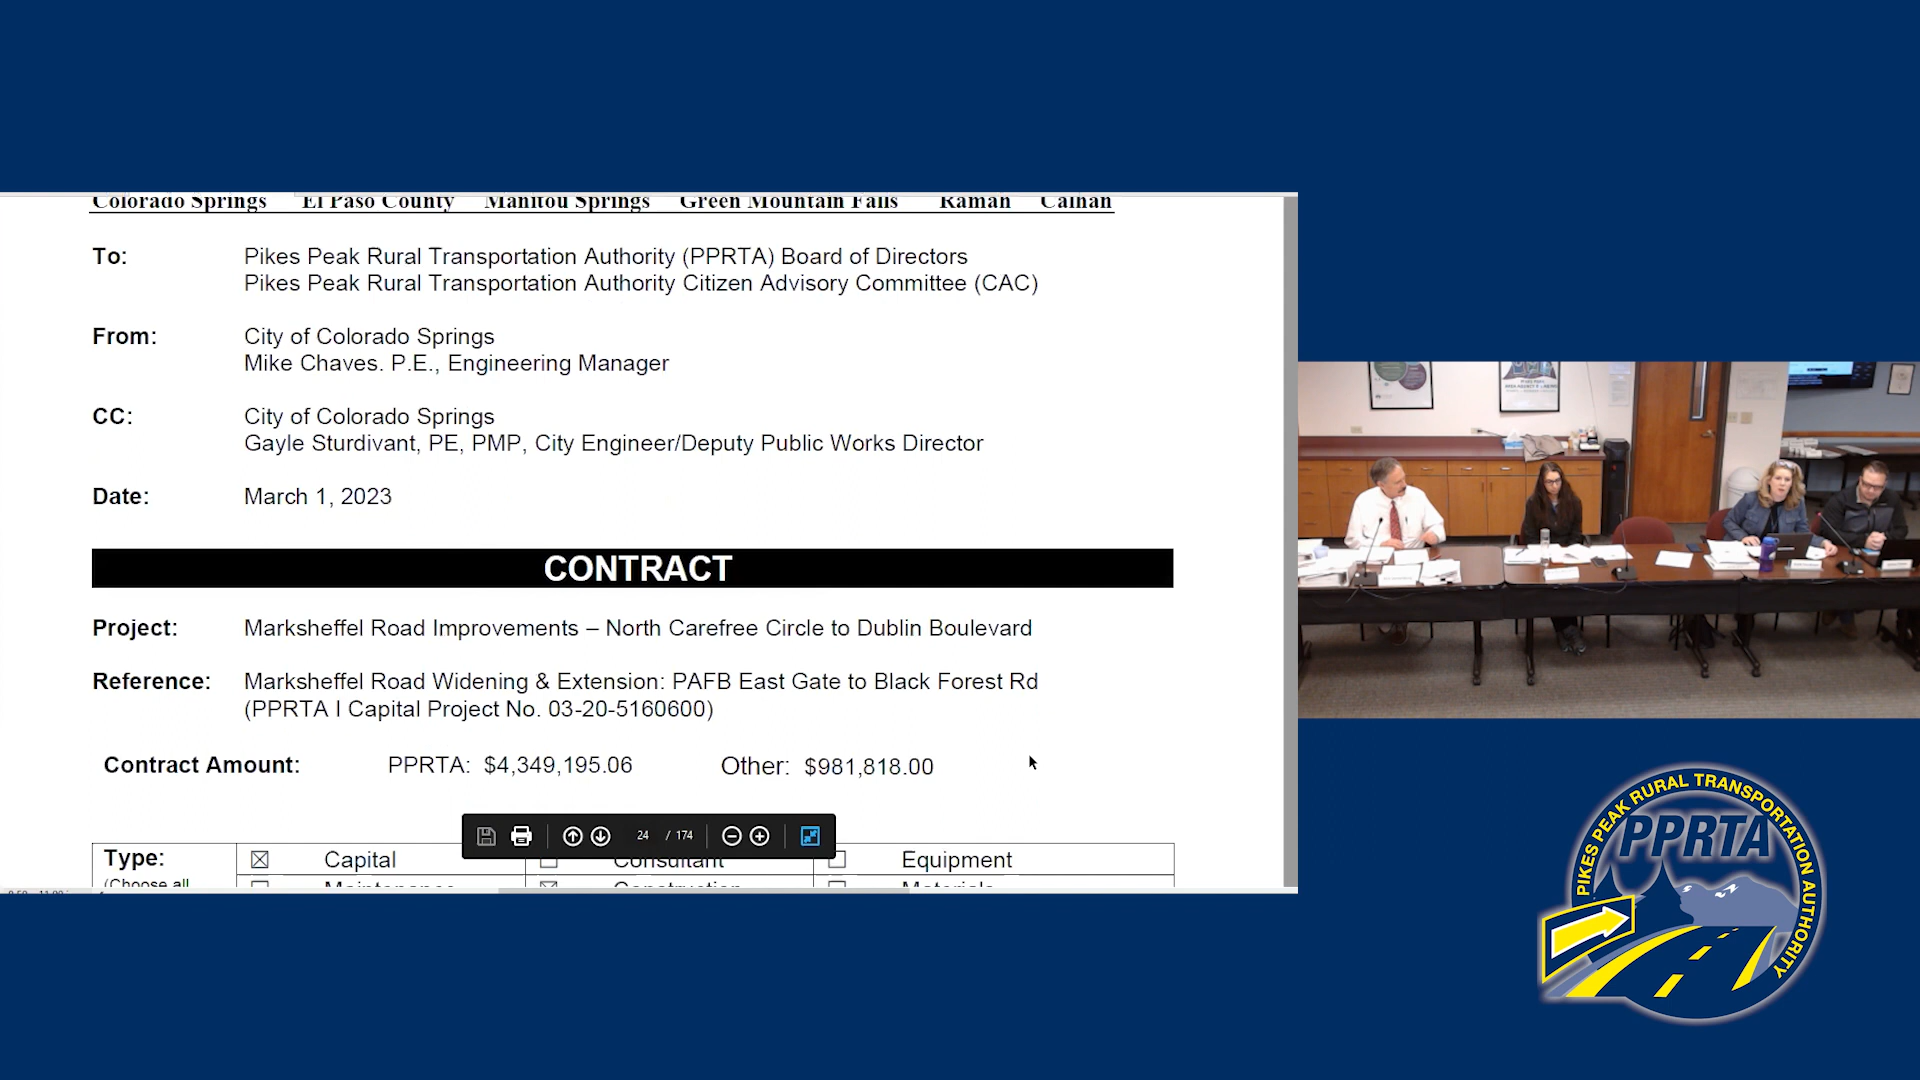 Colorado Springs El Paso County Manitou Springs Green Mountain Falls Ramah Calhan
To: Pikes Peak Rural Transportation Authority (PPRTA) Board of Directors
Pikes Peak Rural Transportation Authority Citizen Advisory Committee (CAC)
From: City of Colorado Springs
Mike Chaves. P.E., Engineering Manager
CC: City of Colorado Springs
Gayle Sturdivant, PE, PMP, City Engineer/Deputy Public Works Director
Date: March 1, 2023
CONTRACT
Project: Marksheffel Road Improvements – North Carefree Circle to Dublin Boulevard
Reference: Marksheffel Road Widening & Extension: PAFB East Gate to Black Forest Rd
(PPRTA I Capital Project No. 03-20-5160600)
Contract Amount: PPRTA: $4,349,195.06 Other: $981,818.00
24 / 174
Type: Capital Consultant Equipment
(Choose all Maintenance Construction Materials
PIKES PEAK RURAL TRANSPORTATION AUTHORITY
PPRTA